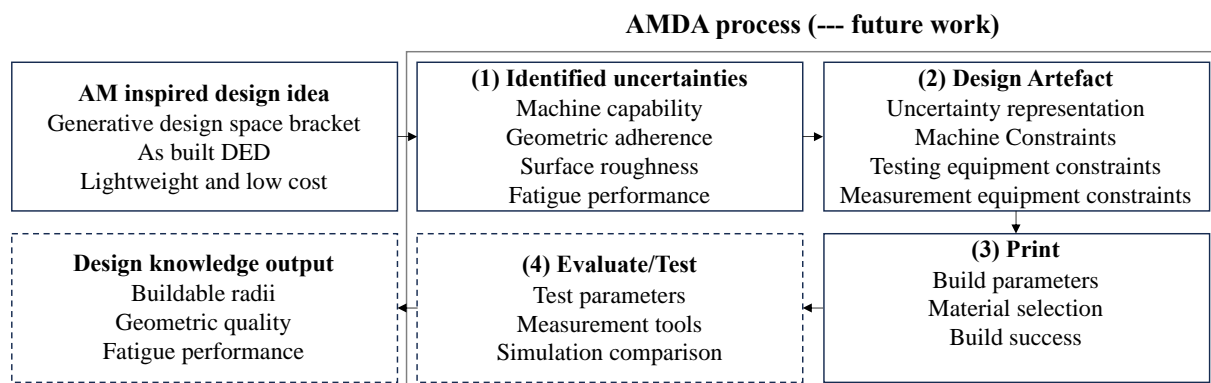 AMDA process (--- future work)
AM inspired design idea
Generative design space bracket
As built DED
Lightweight and low cost
(1) Identified uncertainties
Machine capability
Geometric adherence
Surface roughness
Fatigue performance
(2) Design Artefact
Uncertainty representation
Machine Constraints
Testing equipment constraints
Measurement equipment constraints
(3) Print
Build parameters
Material selection
Build success
(4) Evaluate/Test
Test parameters
Measurement tools
Simulation comparison
Design knowledge output
Buildable radii
Geometric quality
Fatigue performance